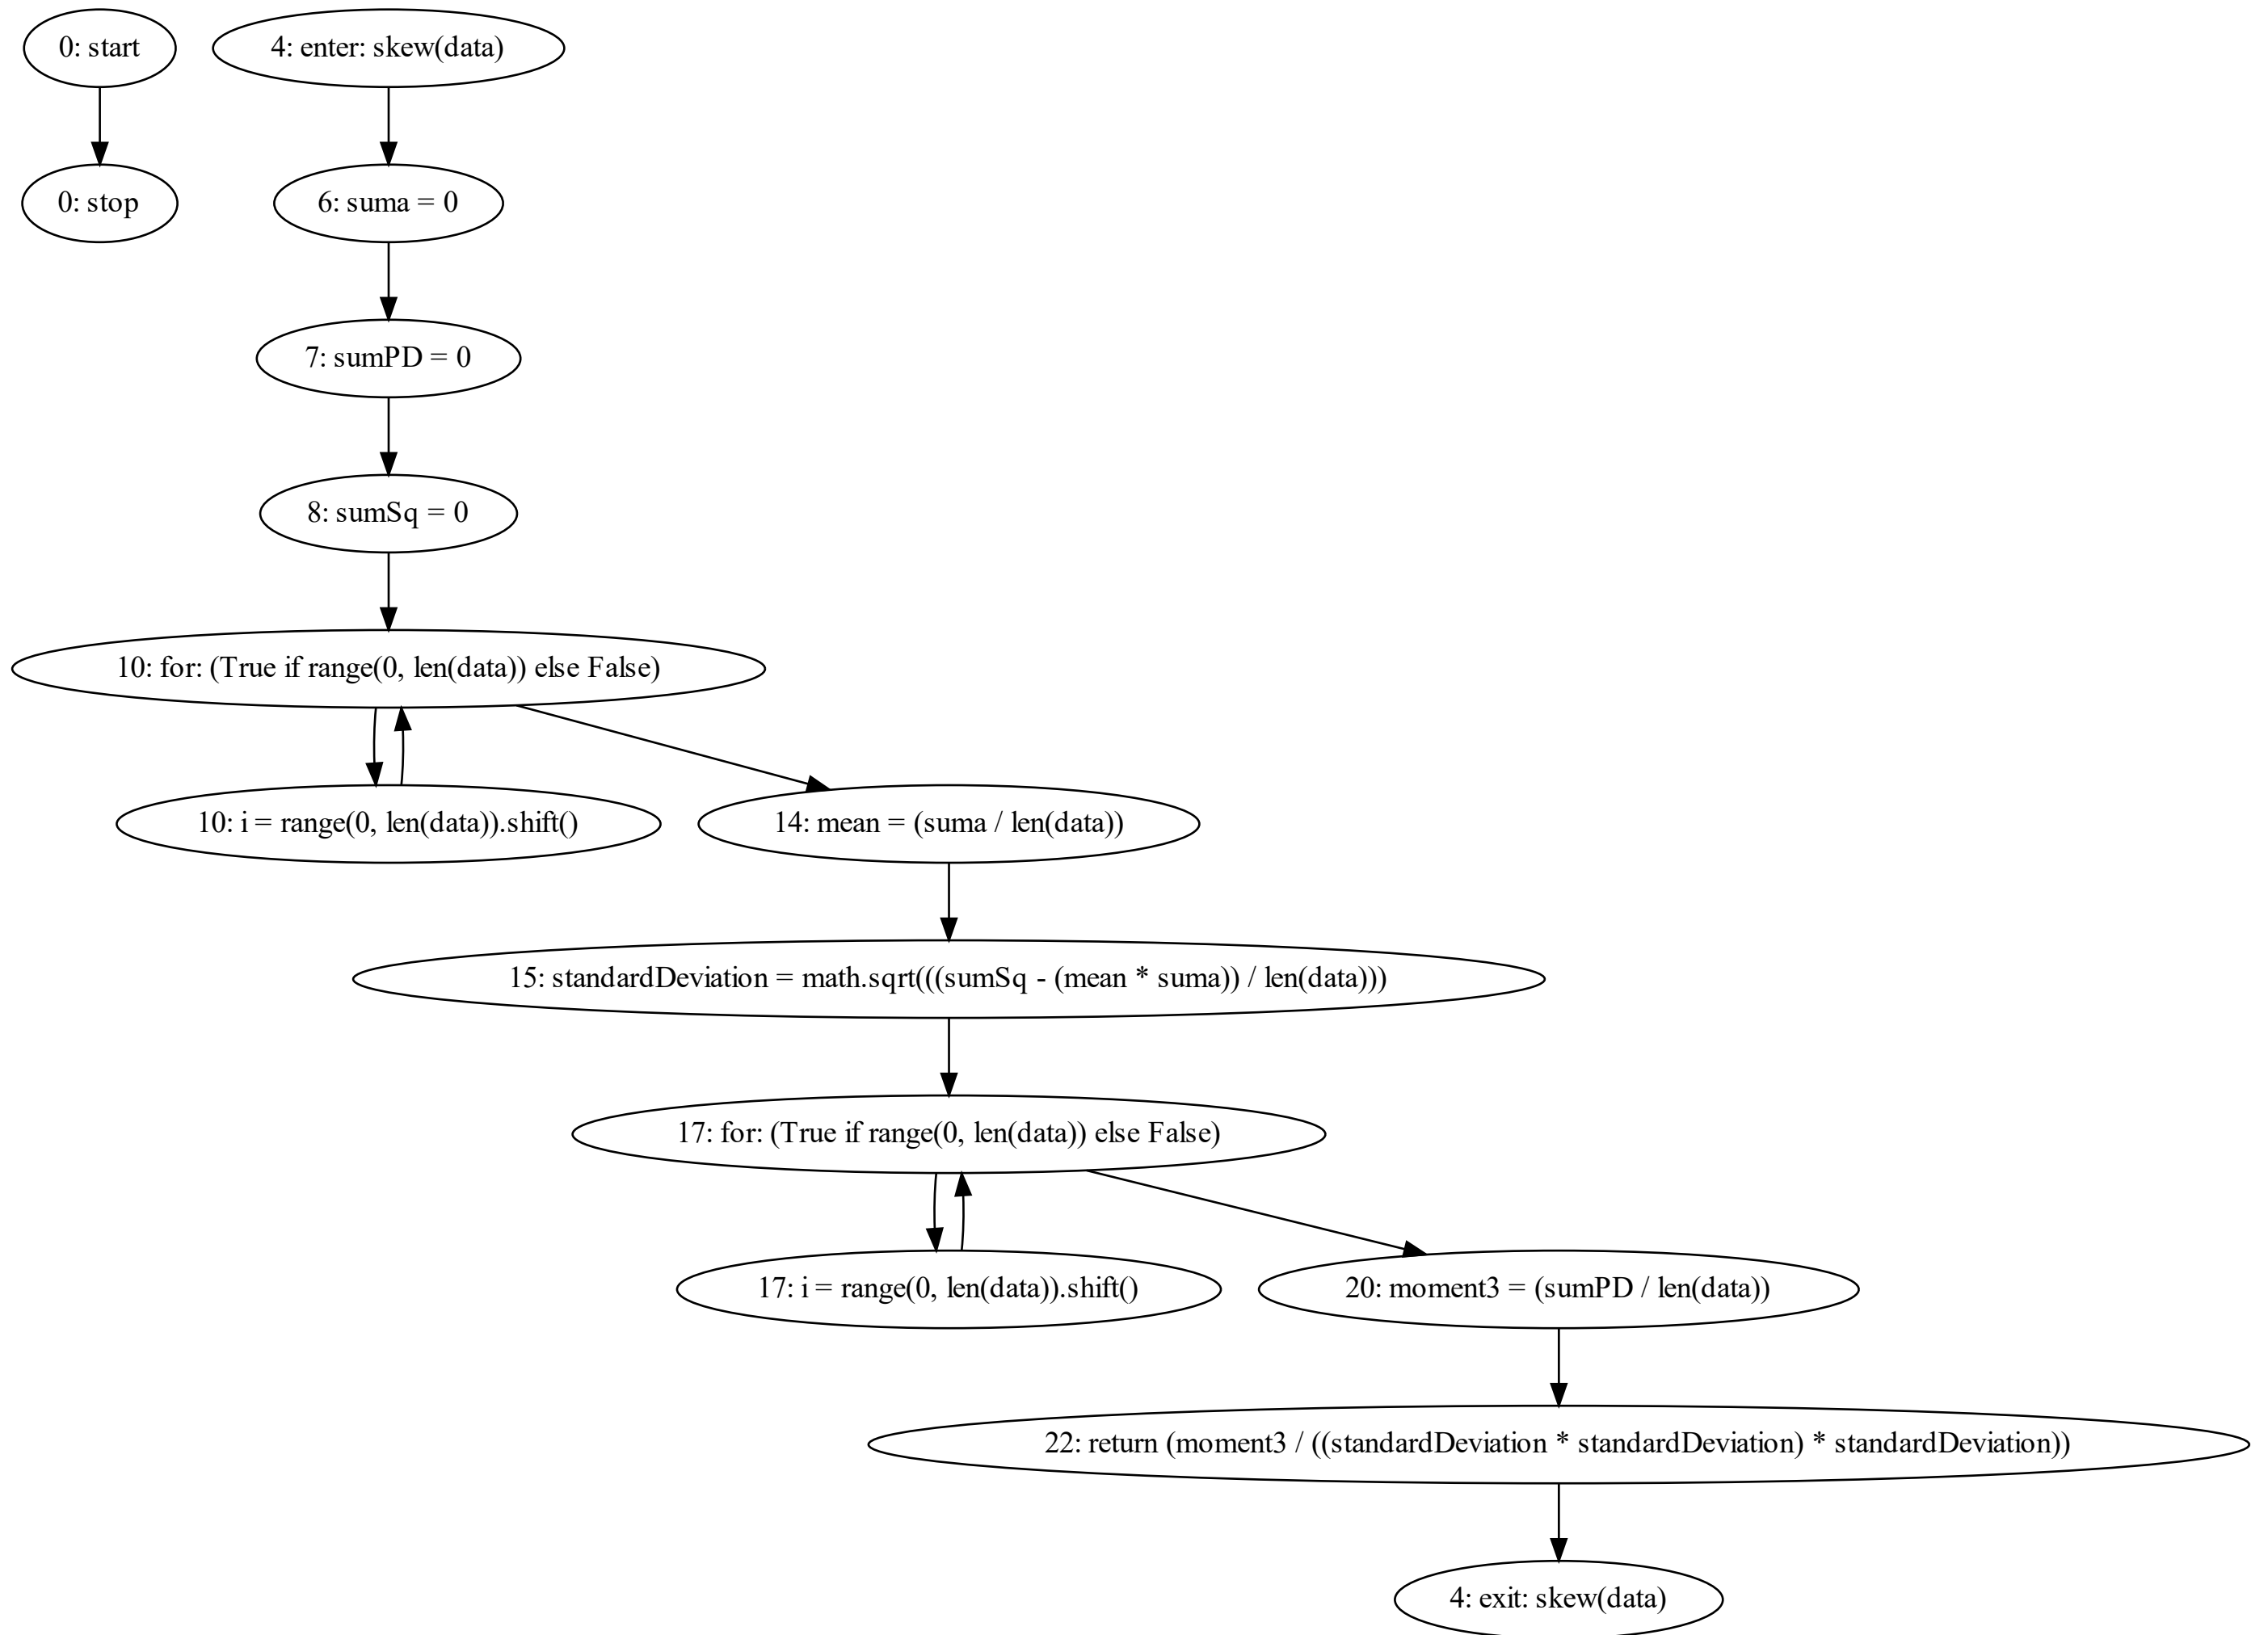 0: start
4: enter: skew(data)
0: stop
6: suma = 0
7: sumPD = 0
8: sumSq = 0
10: for: (True if range(0, len(data)) else False)
10: i = range(0, len(data)).shift()
14: mean = (suma / len(data))
15: standardDeviation = math.sqrt(((sumSq - (mean * suma)) / len(data)))
17: for: (True if range(0, len(data)) else False)
17: i = range(0, len(data)).shift()
20: moment3 = (sumPD / len(data))
22: return (moment3 / ((standardDeviation * standardDeviation) * standardDeviation))
4: exit: skew(data)